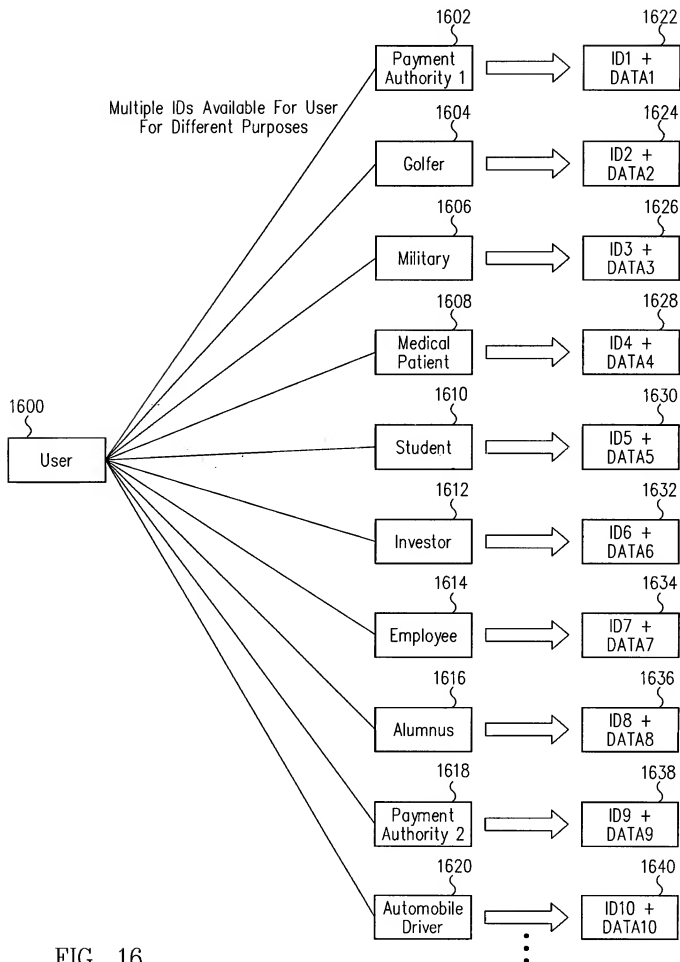 1602
Payment
Authority 1
1622
ID1 +
DATA1
Multiple IDs Available For User
For Different Purposes
1604
Golfer
1624
ID2 +
DATA2
1606
Military
1626
ID3 +
DATA3
1608
Medical
Patient
1628
ID4 +
DATA4
1600
User
1610
Student
1630
ID5 +
DATA5
1612
Investor
1632
ID6 +
DATA6
1614
Employee
1634
ID7 +
DATA7
1616
Alumnus
1636
ID8 +
DATA8
1618
Payment
Authority 2
1638
ID9 +
DATA9
1620
Automobile
Driver
1640
ID10 +
DATA10
FIG. 16